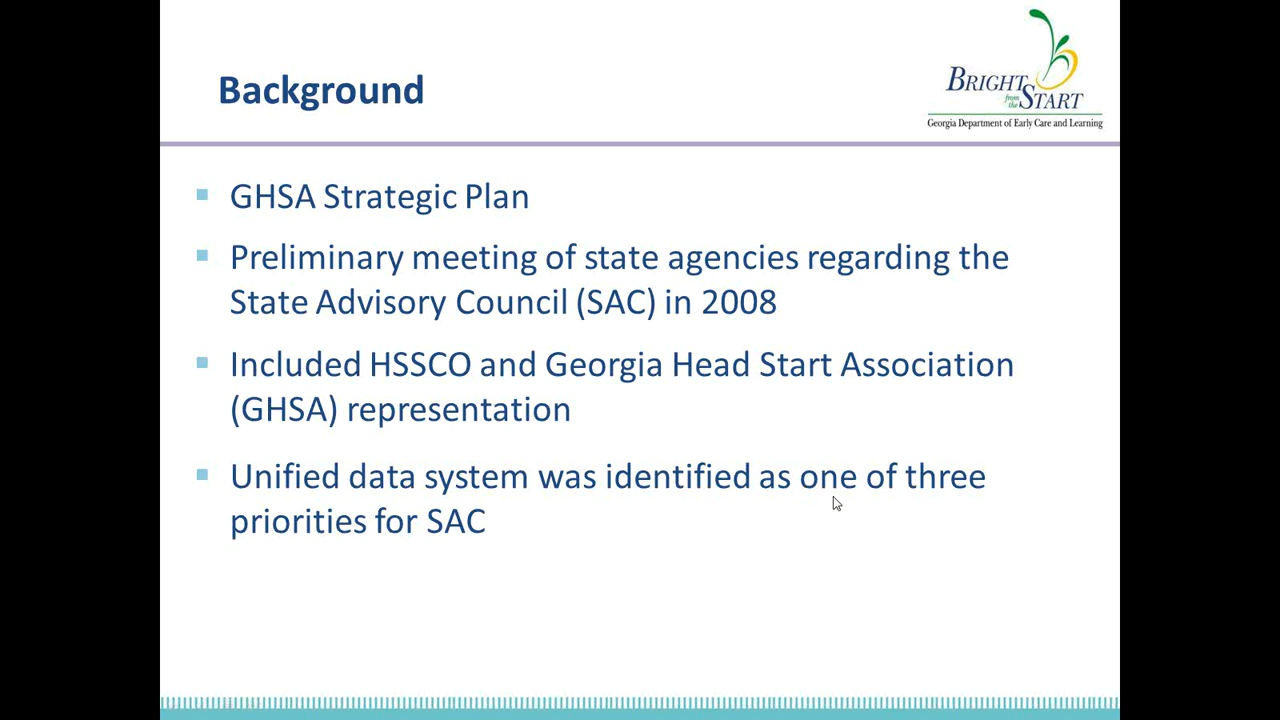 Background
BRIGHT
from
the
START
Georgia Department of Early Care and Learning
GHSA Strategic Plan
Preliminary meeting of state agencies regarding the
State Advisory Council (SAC) in 2008
Included HSSCO and Georgia Head Start Association
(GHSA) representation
Unified data system was identified as one of three
priorities for SAC